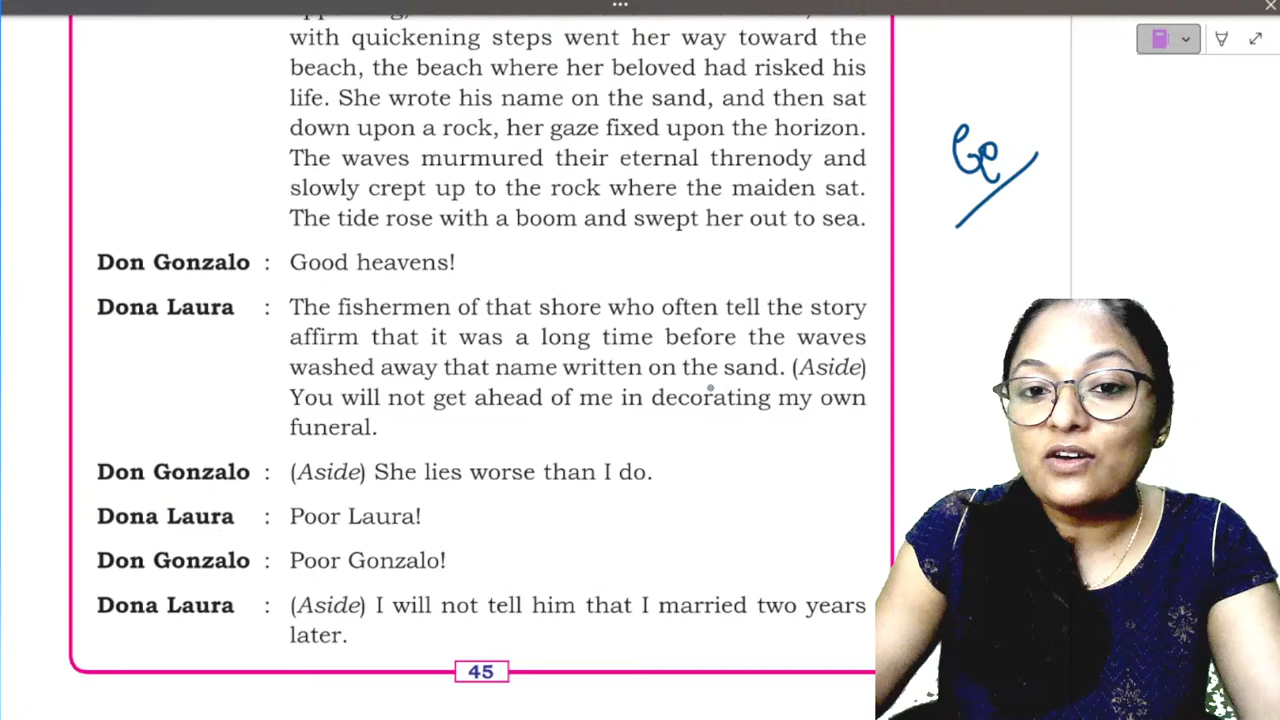 with quickening steps went her way toward the
beach, the beach where her beloved had risked his
life. She wrote his name on the sand, and then sat
down upon a rock, her gaze fixed upon the horizon.
The waves murmured their eternal threnody and
slowly crept up to the rock where the maiden sat.
The tide rose with a boom and swept her out to sea.
Don Gonzalo : Good heavens!
Dona Laura : The fishermen of that shore who often tell the story
affirm that it was a long time before the waves
washed away that name written on the sand. (Aside)
You will not get ahead of me in decorating my own
funeral.
Don Gonzalo : (Aside) She lies worse than I do.
Dona Laura : Poor Laura!
Don Gonzalo : Poor Gonzalo!
Dona Laura : (Aside) I will not tell him that I married two years
later.
45